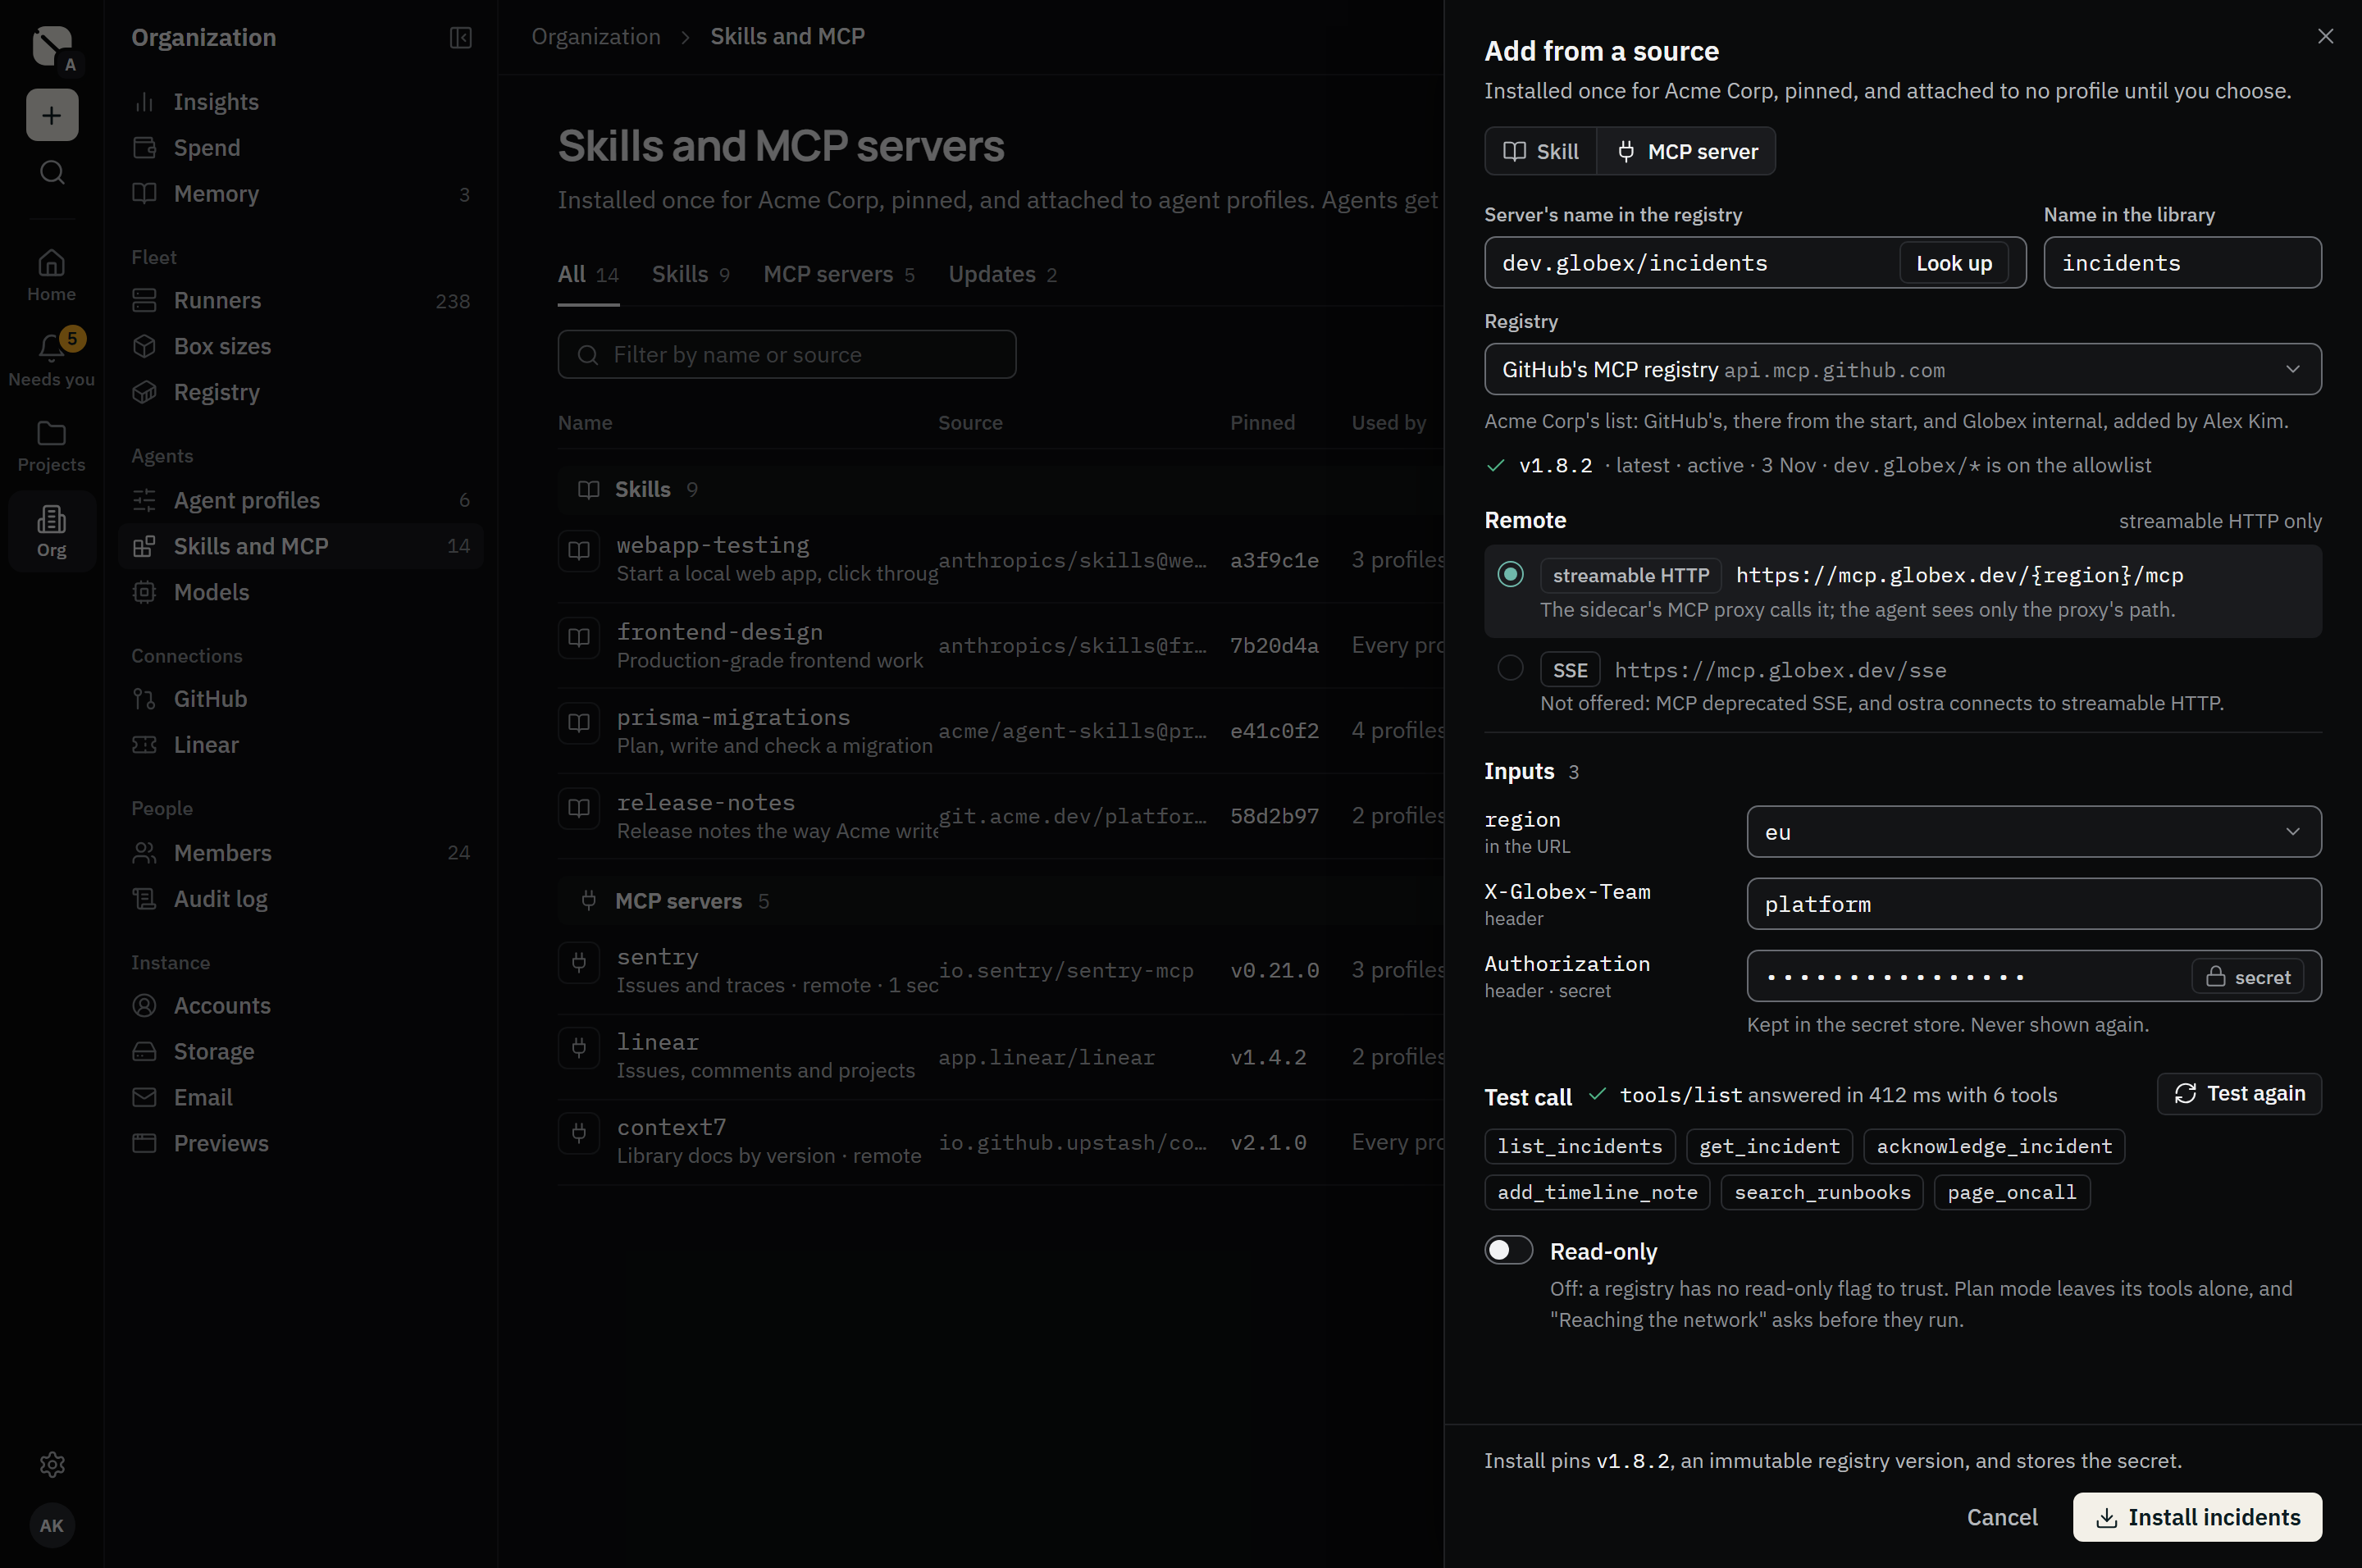 A
Home
5
Needs you
Projects
Org
AK
Organization
Insights
Spend
Memory 3
Fleet
Runners 238
Box sizes
Registry
Agents
Agent profiles 6
Skills and MCP 14
Models
Connections
GitHub
Linear
People
Members 24
Audit log
Instance
Accounts
Storage
Email
Previews
Organization > Skills and MCP
Skills and MCP servers
Installed once for Acme Corp, pinned, and attached to agent profiles. Agents get
All 14 Skills 9 MCP servers 5 Updates 2
Filter by name or source
Name Source Pinned Used by
Skills 9
webapp-testing
Start a local web app, click throug
anthropics/skills@we… a3f9c1e 3 profiles
frontend-design
Production-grade frontend work
anthropics/skills@fr… 7b20d4a Every pro
prisma-migrations
Plan, write and check a migration
acme/agent-skills@pr… e41c0f2 4 profiles
release-notes
Release notes the way Acme write
git.acme.dev/platfor… 58d2b97 2 profiles
MCP servers 5
sentry
Issues and traces · remote · 1 sec
io.sentry/sentry-mcp v0.21.0 3 profiles
linear
Issues, comments and projects
app.linear/linear v1.4.2 2 profiles
context7
Library docs by version · remote
io.github.upstash/co… v2.1.0 Every pro
Add from a source
Installed once for Acme Corp, pinned, and attached to no profile until you choose.
Skill MCP server
Server's name in the registry Name in the library
dev.globex/incidents Look up incidents
Registry
GitHub's MCP registry api.mcp.github.com
Acme Corp's list: GitHub's, there from the start, and Globex internal, added by Alex Kim.
v1.8.2 · latest · active · 3 Nov · dev.globex/* is on the allowlist
Remote streamable HTTP only
streamable HTTP https://mcp.globex.dev/{region}/mcp
The sidecar's MCP proxy calls it; the agent sees only the proxy's path.
SSE https://mcp.globex.dev/sse
Not offered: MCP deprecated SSE, and ostra connects to streamable HTTP.
Inputs 3
region
in the URL
eu
X-Globex-Team
header
platform
Authorization
header · secret
•••••••••••••••• secret
Kept in the secret store. Never shown again.
Test call tools/list answered in 412 ms with 6 tools Test again
list_incidents get_incident acknowledge_incident
add_timeline_note search_runbooks page_oncall
Read-only
Off: a registry has no read-only flag to trust. Plan mode leaves its tools alone, and
"Reaching the network" asks before they run.
Install pins v1.8.2, an immutable registry version, and stores the secret.
Cancel Install incidents